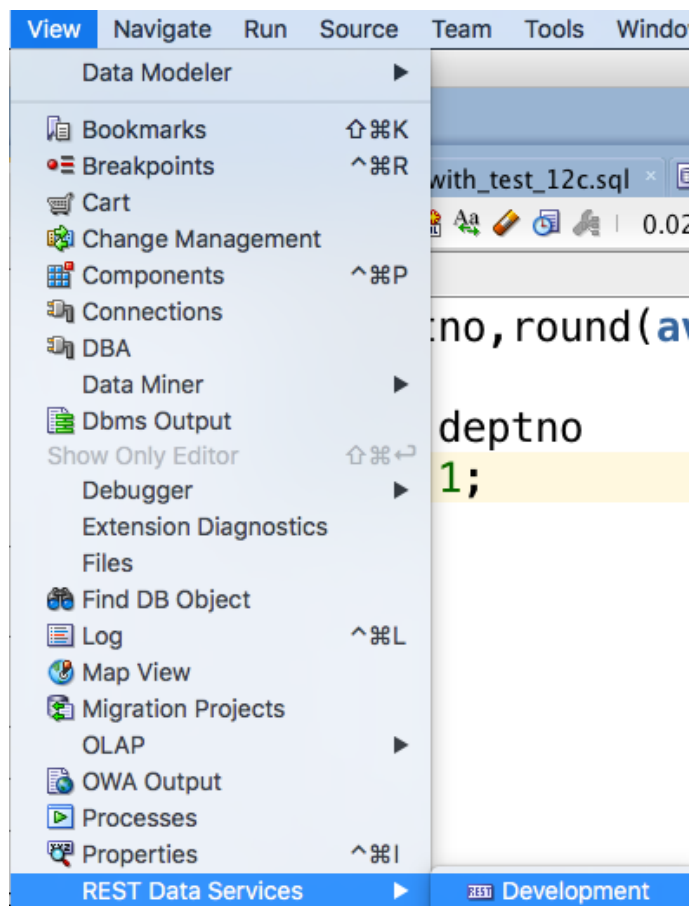 View Navigate Run Source Team Tools Windo
Data Modeler ▶
Bookmarks ⇧⌘K
Breakpoints ^⌘R
with_test_12c.sql
Cart
0.02
Change Management
Components ^⌘P
Connections
tno,round(av
DBA
Data Miner ▶
Dbms Output
deptno
Show Only Editor ⇧⌘↩
1;
Debugger ▶
Extension Diagnostics
Files
Find DB Object
Log ^⌘L
Map View
Migration Projects
OLAP ▶
OWA Output
Processes
Properties ^⌘I
REST Data Services ▶ REST Development